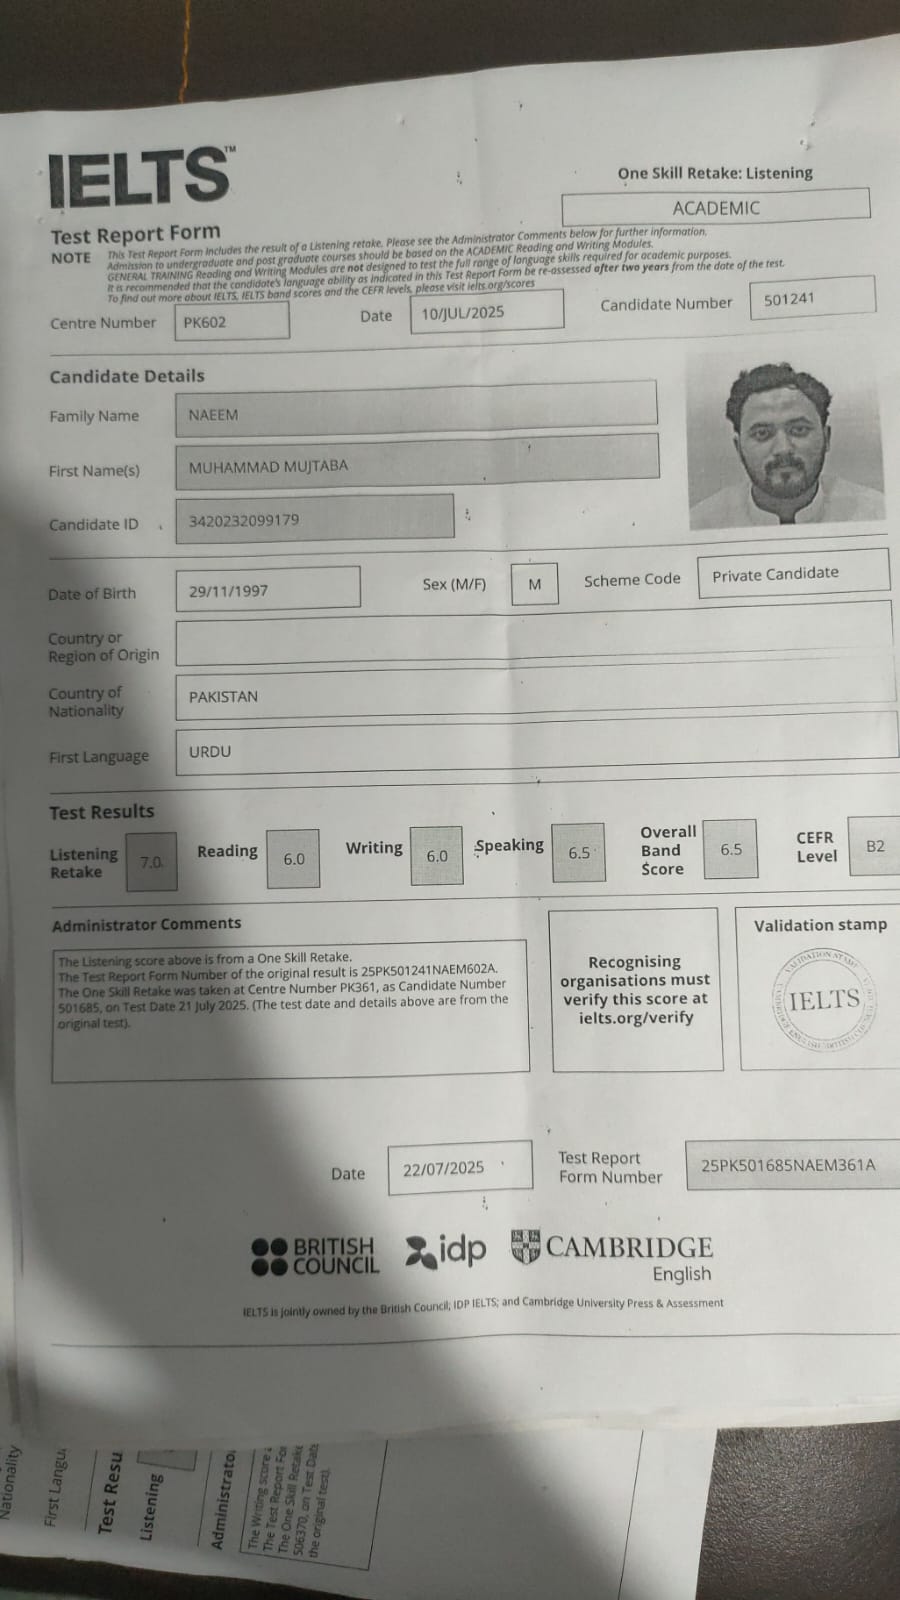 IELTS™
One Skill Retake: Listening
ACADEMIC
Test Report Form
NOTE This Test Report Form includes the result of a Listening retake. Please see the Administrator Comments below for further information.
Admission to undergraduate and post graduate courses should be based on the ACADEMIC Reading and Writing Modules.
GENERAL TRAINING Reading and Writing Modules are not designed to test the full range of language skills required for academic purposes.
It is recommended that the candidate's language ability as indicated in this Test Report Form be re-assessed after two years from the date of the test.
To find out more about IELTS, IELTS band scores and the CEFR levels, please visit ielts.org/scores
Centre Number PK602 Date 10/JUL/2025 Candidate Number 501241
Candidate Details
Family Name NAEEM
First Name(s) MUHAMMAD MUJTABA
Candidate ID 3420232099179
Date of Birth 29/11/1997 Sex (M/F) M Scheme Code Private Candidate
Country or
Region of Origin
Country of
Nationality PAKISTAN
First Language URDU
Test Results
Listening
Retake 7.0 Reading 6.0 Writing 6.0 Speaking 6.5 Overall
Band
Score 6.5 CEFR
Level B2
Administrator Comments
The Listening score above is from a One Skill Retake.
The Test Report Form Number of the original result is 25PK501241NAEM602A.
The One Skill Retake was taken at Centre Number PK361, as Candidate Number
501685, on Test Date 21 July 2025. (The test date and details above are from the
original test).
Recognising
organisations must
verify this score at
ielts.org/verify
Validation stamp
IELTS
Date 22/07/2025 Test Report
Form Number 25PK501685NAEM361A
BRITISH
COUNCIL
idp
CAMBRIDGE
English
IELTS is jointly owned by the British Council; IDP IELTS; and Cambridge University Press & Assessment
Nationality
First Langu
Test Resu
Listening
Administrato
The Writing score
The Test Report Fo
The One Skill Retake
506370, on Test Date
the original test).